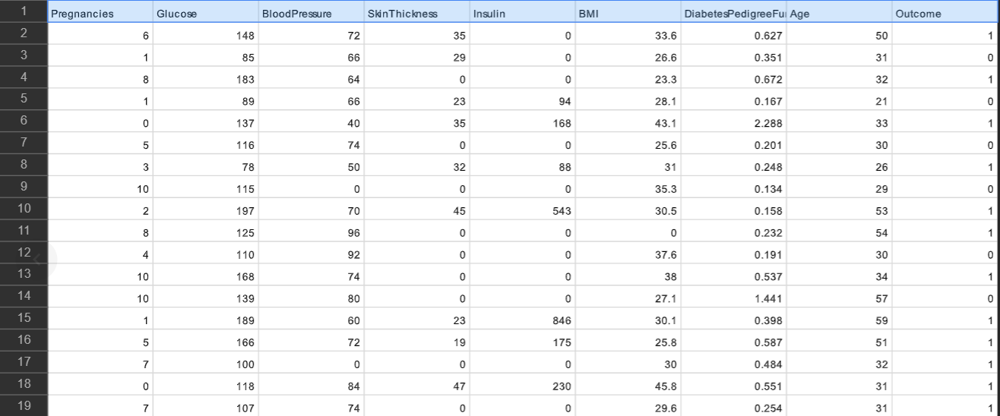 1 Pregnancies Glucose BloodPressure SkinThickness Insulin BMI DiabetesPedigreeFu Age Outcome
2 6 148 72 35 0 33.6 0.627 50 1
3 1 85 66 29 0 26.6 0.351 31 0
4 8 183 64 0 0 23.3 0.672 32 1
5 1 89 66 23 94 28.1 0.167 21 0
6 0 137 40 35 168 43.1 2.288 33 1
7 5 116 74 0 0 25.6 0.201 30 0
8 3 78 50 32 88 31 0.248 26 1
9 10 115 0 0 0 35.3 0.134 29 0
10 2 197 70 45 543 30.5 0.158 53 1
11 8 125 96 0 0 0 0.232 54 1
12 4 110 92 0 0 37.6 0.191 30 0
13 10 168 74 0 0 38 0.537 34 1
14 10 139 80 0 0 27.1 1.441 57 0
15 1 189 60 23 846 30.1 0.398 59 1
16 5 166 72 19 175 25.8 0.587 51 1
17 7 100 0 0 0 30 0.484 32 1
18 0 118 84 47 230 45.8 0.551 31 1
19 7 107 74 0 0 29.6 0.254 31 1